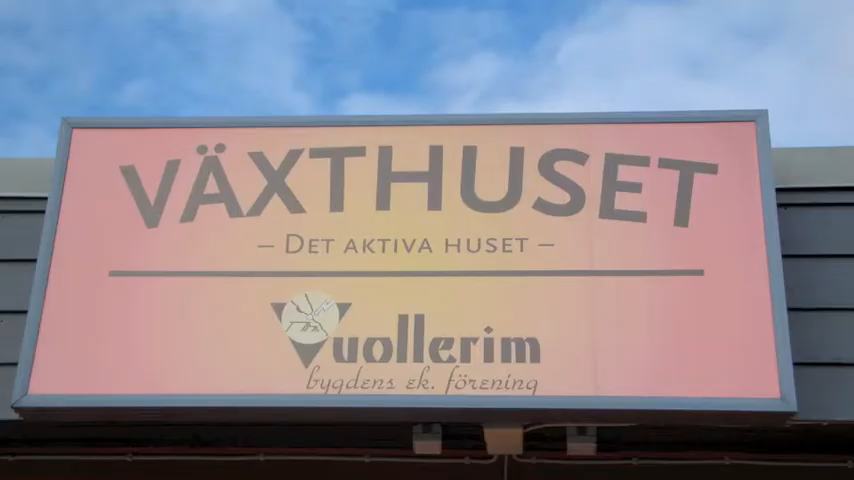 VÄXTHUSET
– DET AKTIVA HUSET –
Vuollerim
bygdens ek. förening